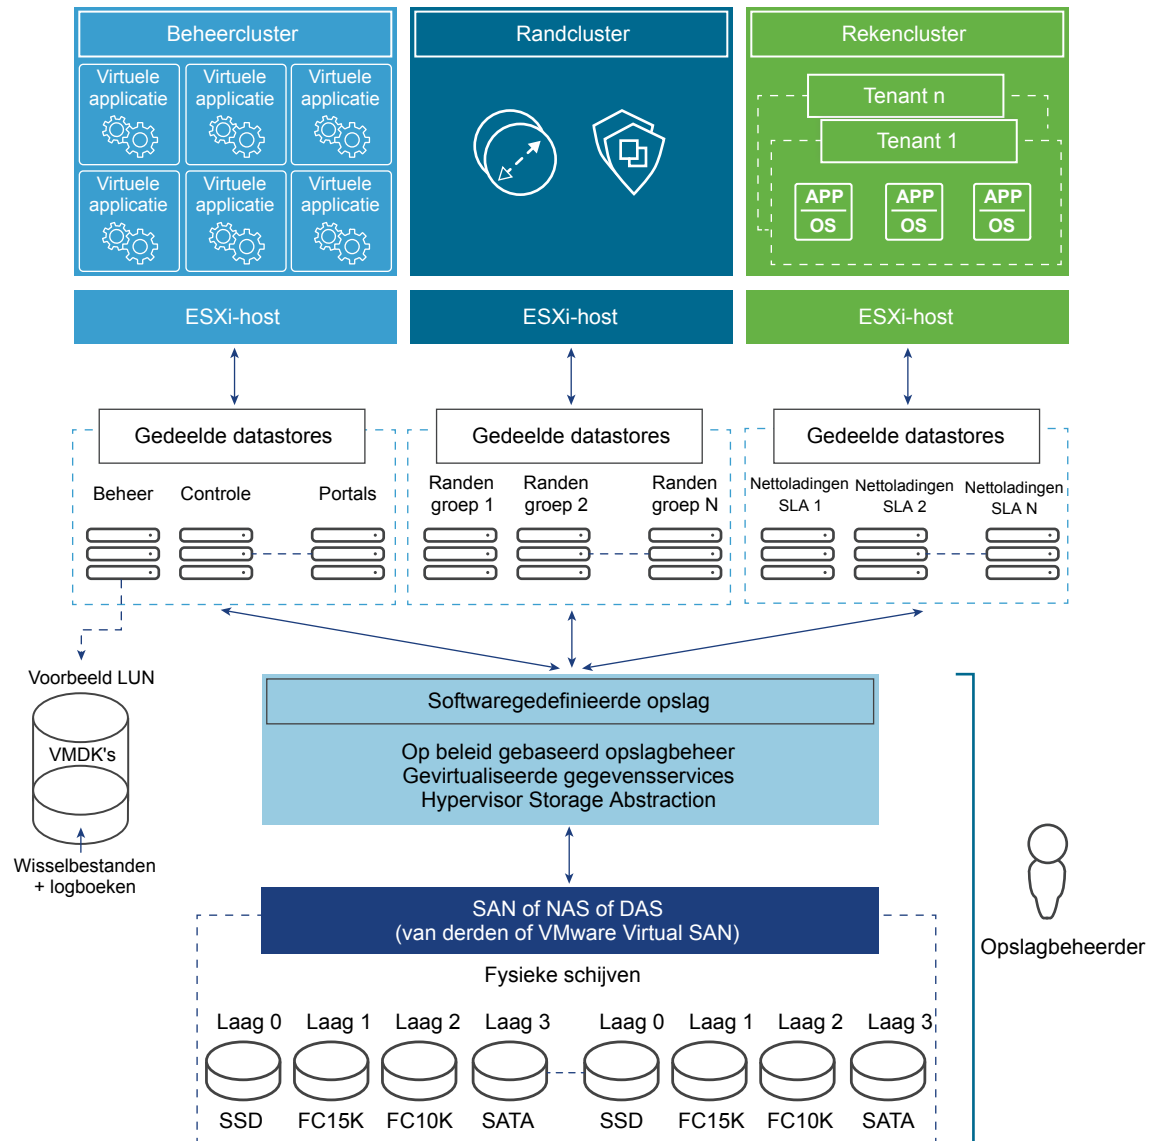 Beheercluster
Randcluster
Rekencluster
Virtuele
applicatie
Virtuele
applicatie
Virtuele
applicatie
Virtuele
applicatie
Virtuele
applicatie
Virtuele
applicatie
Tenant n
Tenant 1
APP
OS
APP
OS
APP
OS
ESXi-host
ESXi-host
ESXi-host
Gedeelde datastores
Gedeelde datastores
Gedeelde datastores
Beheer
Controle
Portals
Randen
groep 1
Randen
groep 2
Randen
groep N
Nettoladingen
SLA 1
Nettoladingen
SLA 2
Nettoladingen
SLA N
Voorbeeld LUN
VMDK's
Wisselbestanden
+ logboeken
Softwaregedefinieerde opslag
Op beleid gebaseerd opslagbeheer
Gevirtualiseerde gegevensservices
Hypervisor Storage Abstraction
SAN of NAS of DAS
(van derden of VMware Virtual SAN)
Opslagbeheerder
Fysieke schijven
Laag 0
Laag 1
Laag 2
Laag 3
Laag 0
Laag 1
Laag 2
Laag 3
SSD
FC15K
FC10K
SATA
SSD
FC15K
FC10K
SATA